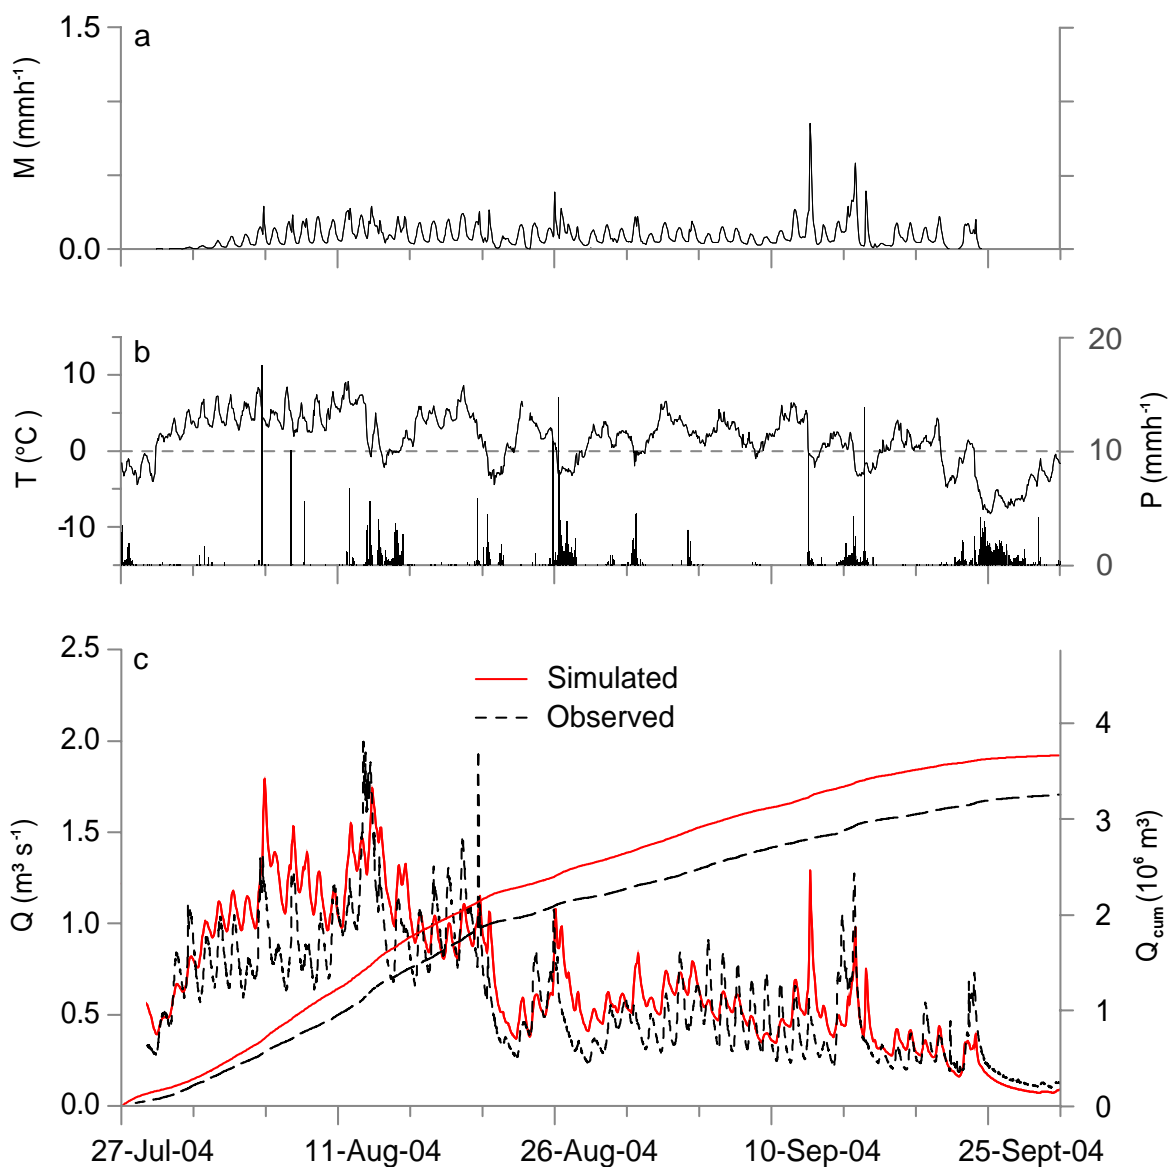 1.5
a
M (mmh⁻¹)
0.0
b
20
10
T (°C)
0
10
P (mmh⁻¹)
-10
0
2.5
c
Simulated
Observed
2.0
4
1.5
3
Q (m³ s⁻¹)
1.0
2
Qcum (10⁶ m³)
0.5
1
0.0
0
27-Jul-04 11-Aug-04 26-Aug-04 10-Sep-04 25-Sept-04